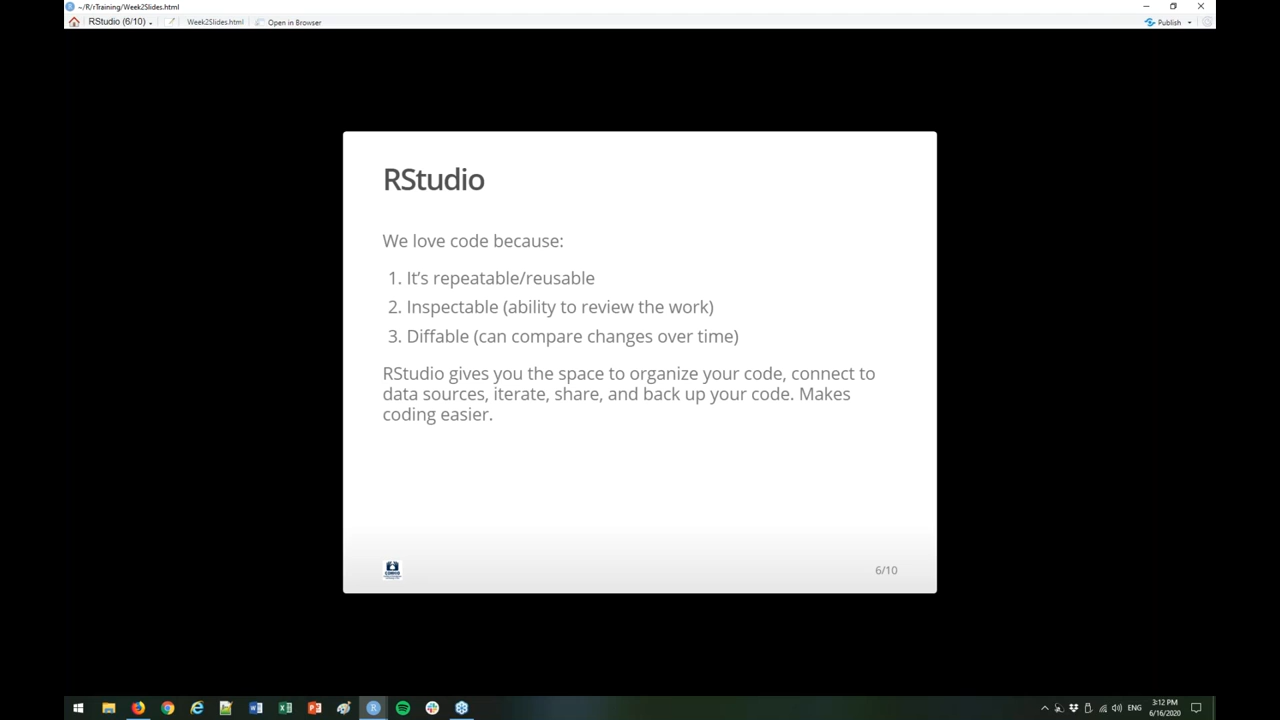 ~/R/rTraining/Week2Slides.html
RStudio (6/10)
Week2Slides.html
Open in Browser
Publish
RStudio
We love code because:
1. It’s repeatable/reusable
2. Inspectable (ability to review the work)
3. Diffable (can compare changes over time)
RStudio gives you the space to organize your code, connect to
data sources, iterate, share, and back up your code. Makes
coding easier.
6/10
ENG
3:12 PM
6/16/2020